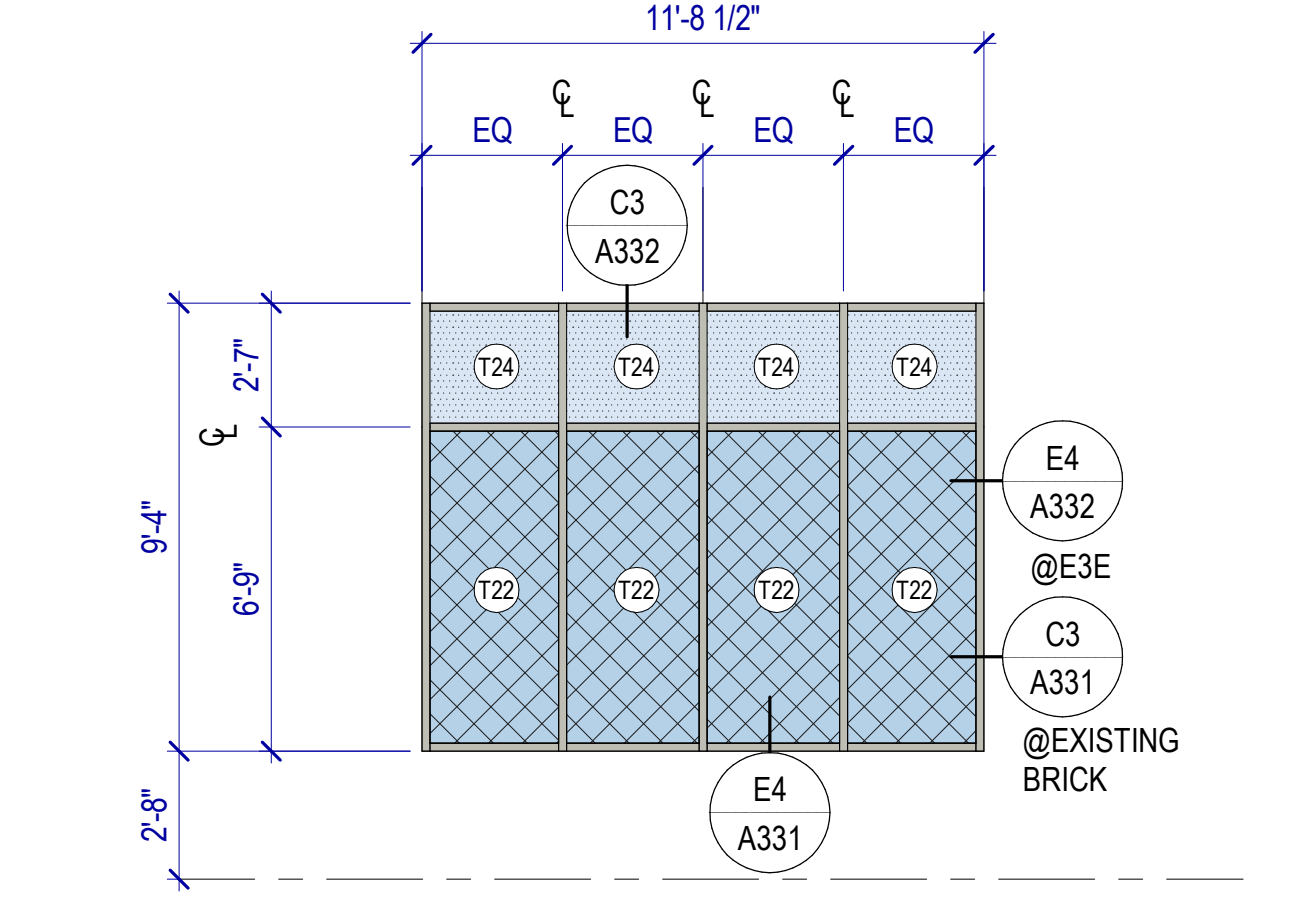 11'-8 1/2"
℄ ℄ ℄
EQ EQ EQ EQ
C3
A332
2'-7"
T24 T24 T24 T24
℄
E4
A332
@E3E
9'-4"
6'-9"
T22 T22 T22 T22
C3
A331
@EXISTING
BRICK
E4
A331
2'-8"